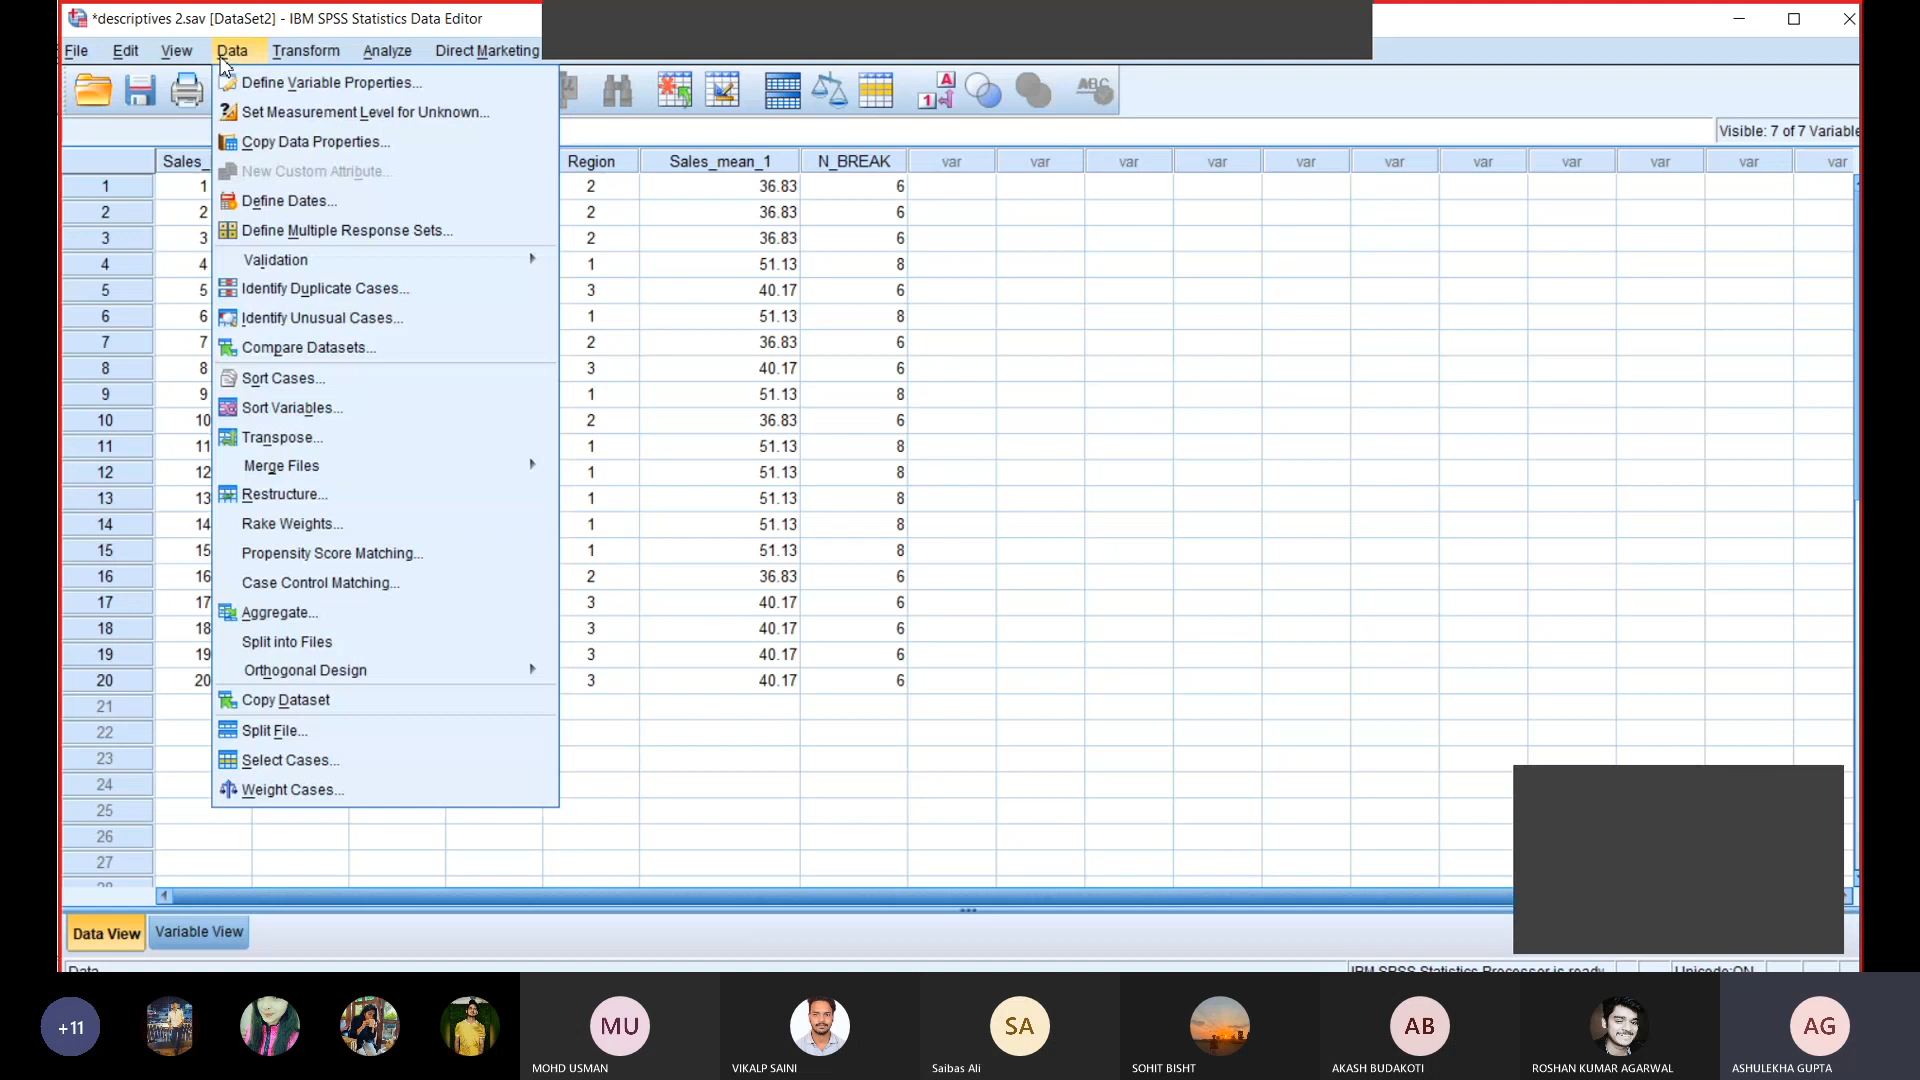 *descriptives 2.sav [DataSet2] - IBM SPSS Statistics Data Editor
File Edit View Data Transform Analyze Direct Marketing
Define Variable Properties...
Set Measurement Level for Unknown...
Copy Data Properties...
New Custom Attribute...
Define Dates...
Define Multiple Response Sets...
Validation
Identify Duplicate Cases...
Identify Unusual Cases...
Compare Datasets...
Sort Cases...
Sort Variables...
Transpose...
Merge Files
Restructure...
Rake Weights...
Propensity Score Matching...
Case Control Matching...
Aggregate...
Split into Files
Orthogonal Design
Copy Dataset
Split File...
Select Cases...
Weight Cases...
A
1
ABC
Visible: 7 of 7 Variable
Sales_ Region Sales_mean_1 N_BREAK var var var var var var var var var var var
1 1 2 36.83 6
2 2 2 36.83 6
3 3 2 36.83 6
4 4 1 51.13 8
5 5 3 40.17 6
6 6 1 51.13 8
7 7 2 36.83 6
8 8 3 40.17 6
9 9 1 51.13 8
10 10 2 36.83 6
11 11 1 51.13 8
12 12 1 51.13 8
13 13 1 51.13 8
14 14 1 51.13 8
15 15 1 51.13 8
16 16 2 36.83 6
17 17 3 40.17 6
18 18 3 40.17 6
19 19 3 40.17 6
20 20 3 40.17 6
21
22
23
24
25
26
27
28
Data View Variable View
Data IBM SPSS Statistics Processor is ready Unicode:ON
+11 MU SA AB AG
MOHD USMAN VIKALP SAINI Saibas Ali SOHIT BISHT AKASH BUDAKOTI ROSHAN KUMAR AGARWAL ASHULEKHA GUPTA